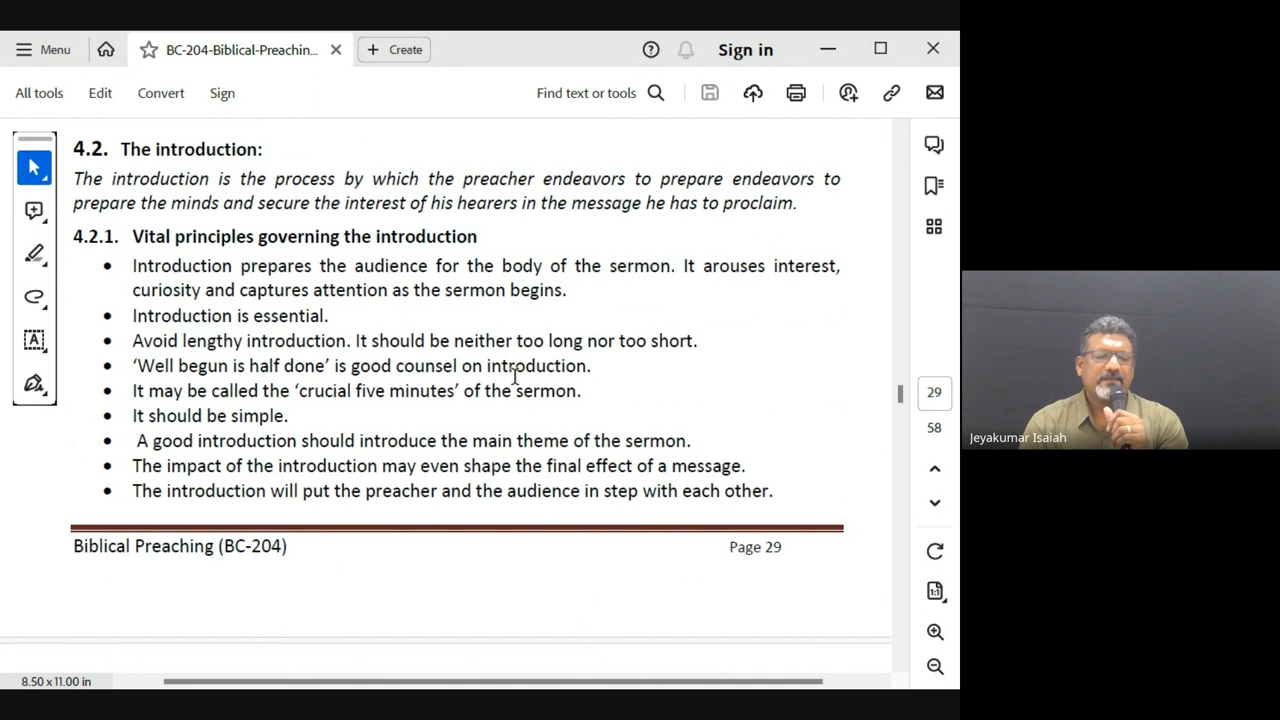 Menu
BC-204-Biblical-Preachin...
Create
Sign in
All tools
Edit
Convert
Sign
Find text or tools
4.2. The introduction:
The introduction is the process by which the preacher endeavors to prepare endeavors to
prepare the minds and secure the interest of his hearers in the message he has to proclaim.
4.2.1. Vital principles governing the introduction
• Introduction prepares the audience for the body of the sermon. It arouses interest,
curiosity and captures attention as the sermon begins.
• Introduction is essential.
• Avoid lengthy introduction. It should be neither too long nor too short.
• ‘Well begun is half done’ is good counsel on introduction.
• It may be called the ‘crucial five minutes’ of the sermon.
• It should be simple.
• A good introduction should introduce the main theme of the sermon.
• The impact of the introduction may even shape the final effect of a message.
• The introduction will put the preacher and the audience in step with each other.
Biblical Preaching (BC-204)
Page 29
8.50 x 11.00 in
29
58
1:1
Jeyakumar Isaiah